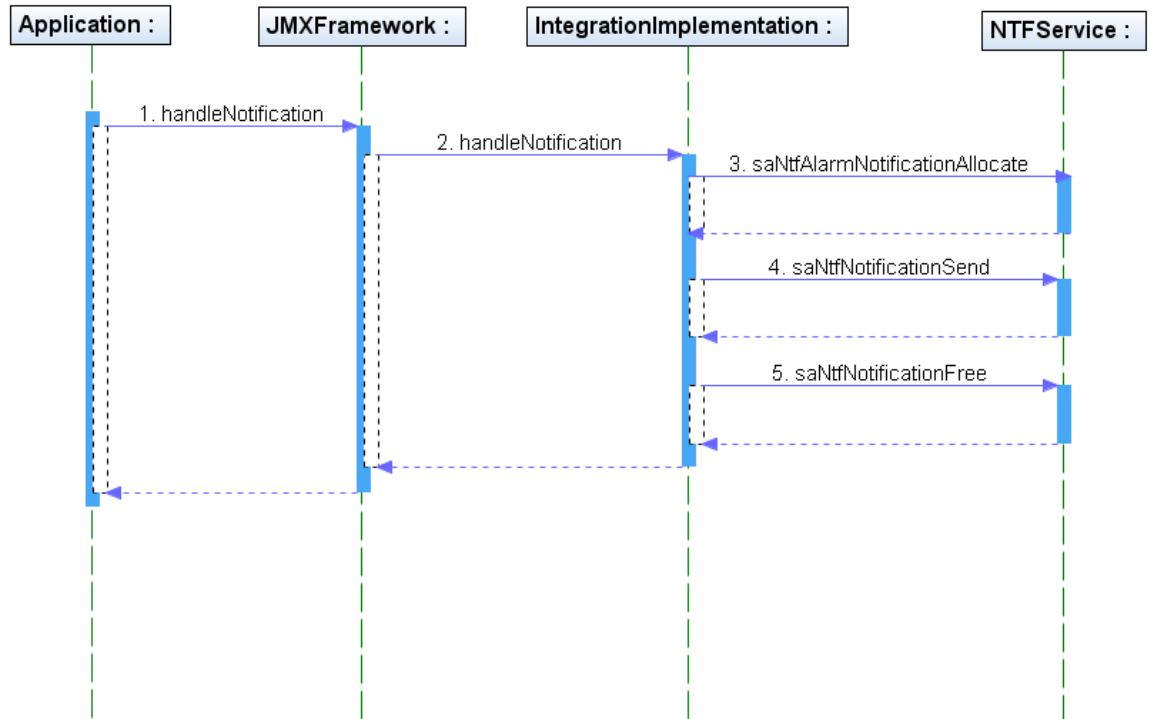 Application :
JMXFramework :
IntegrationImplementation :
NTFService :
1. handleNotification
2. handleNotification
3. saNtfAlarmNotificationAllocate
4. saNtfNotificationSend
5. saNtfNotificationFree